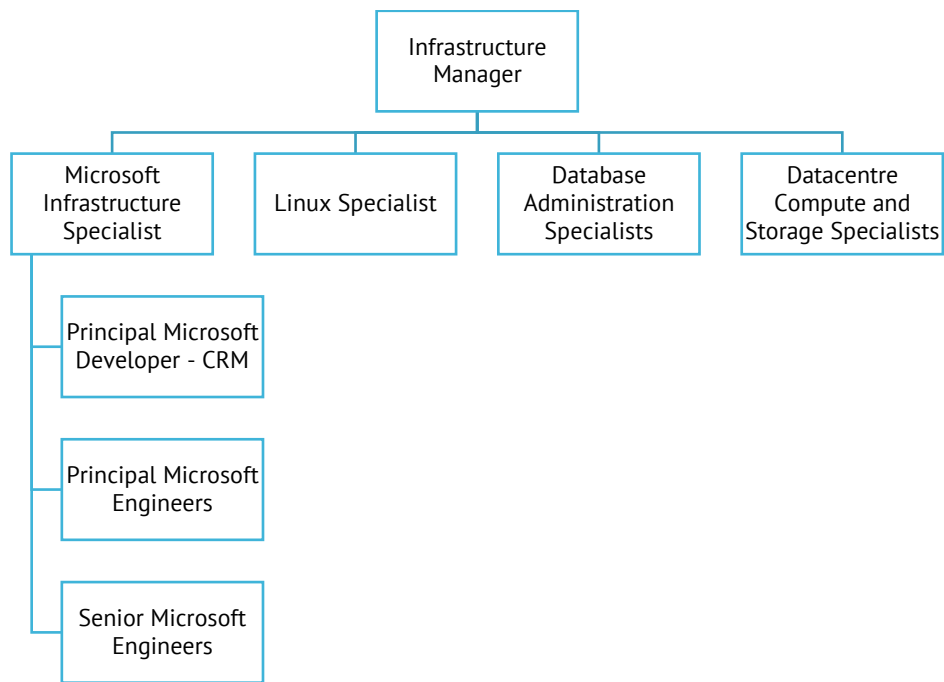 Infrastructure
Manager
Microsoft
Infrastructure
Specialist
Linux Specialist
Database
Administration
Specialists
Datacentre
Compute and
Storage Specialists
Principal Microsoft
Developer - CRM
Principal Microsoft
Engineers
Senior Microsoft
Engineers